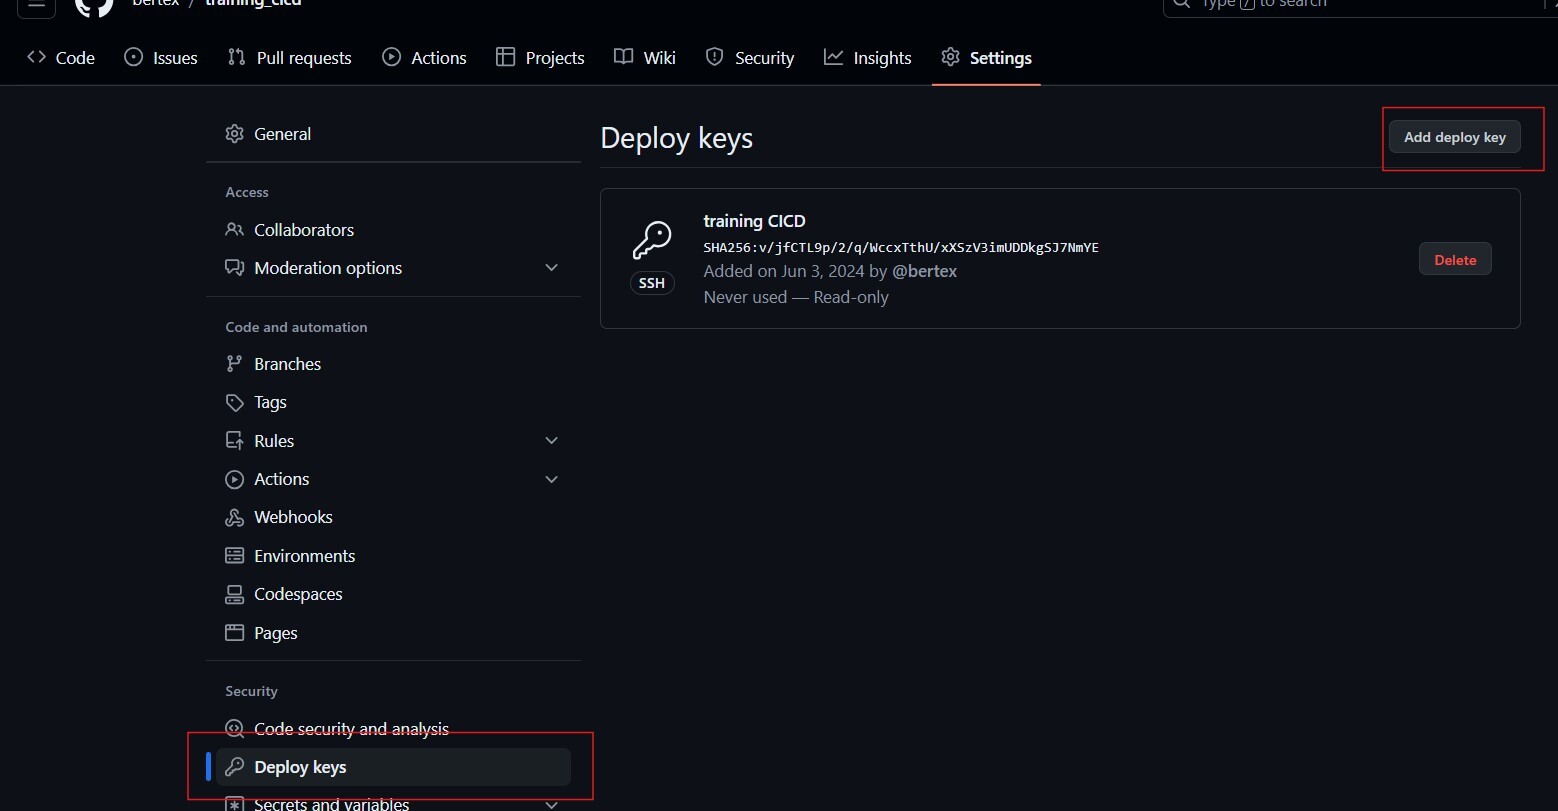 bertex / training_cicd
Type / to search
Code
Issues
Pull requests
Actions
Projects
Wiki
Security
Insights
Settings
General
Access
Collaborators
Moderation options
Code and automation
Branches
Tags
Rules
Actions
Webhooks
Environments
Codespaces
Pages
Security
Code security and analysis
Deploy keys
Secrets and variables
Deploy keys
Add deploy key
training CICD
SHA256:v/jfCTL9p/2/q/WccxTthU/xXSzV3imUDDkgSJ7NmYE
Added on Jun 3, 2024 by @bertex
Never used — Read-only
SSH
Delete